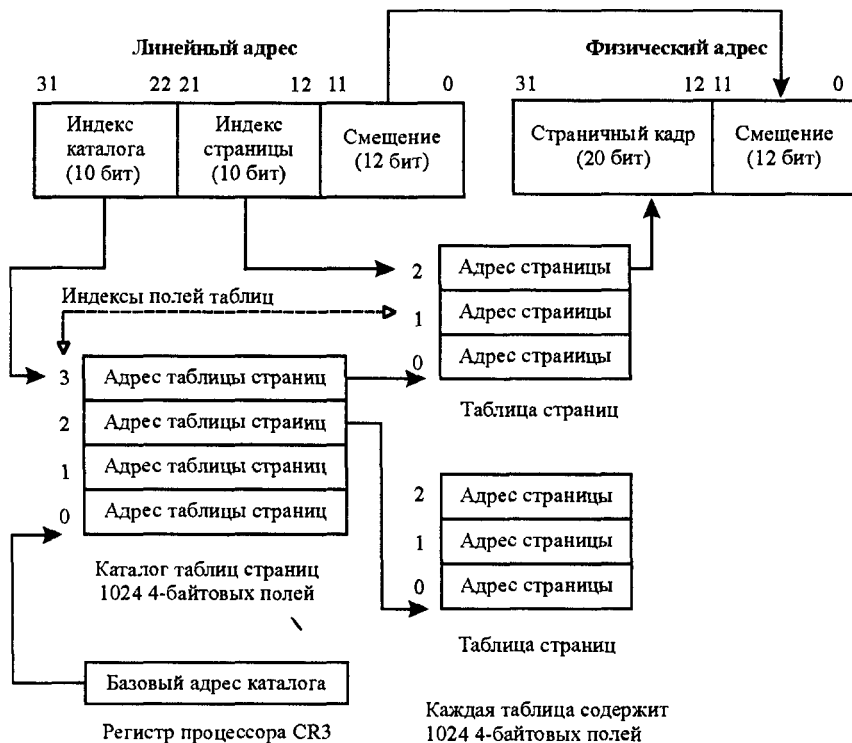 Линейный адрес
Физический адрес
31 22 21 12 11 0
31 12 11 0
Индекс
каталога
(10 бит)
Индекс
страницы
(10 бит)
Смещение
(12 бит)
Страничный кадр
(20 бит)
Смещение
(12 бит)
2 Адрес страницы
1 Адрес страницы
0 Адрес страницы
Таблица страниц
Индексы полей таблиц
3 Адрес таблицы страниц
2 Адрес таблицы страниц
1 Адрес таблицы страниц
0 Адрес таблицы страниц
Каталог таблиц страниц
1024 4-байтовых полей
2 Адрес страницы
1 Адрес страницы
0 Адрес страницы
Таблица страниц
Базовый адрес каталога
Регистр процессора CR3
Каждая таблица содержит
1024 4-байтовых полей